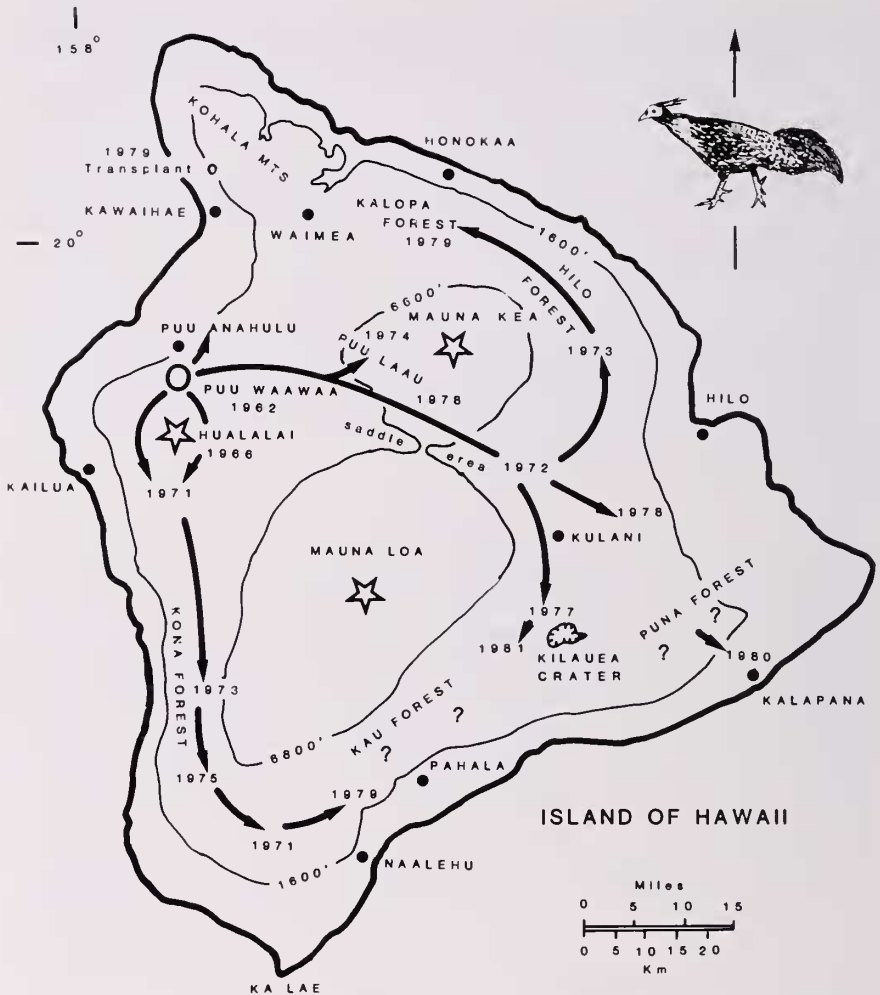 158°
KOHALA MTS
HONOKAA
1979
Transplant
KAWAIHAE
WAIMEA
KALOPA
FOREST
1979
20°
1600'
HILO
FOREST
6600'
MAUNA KEA
PUU ANAHULU
1974
PUU LAAU
1973
PUU WAAWAA
1962
1978
HILO
HUALALAI
1966
saddle erea
1972
KAILUA
1971
1978
KULANI
MAUNA LOA
1977
PUNA FOREST
?
?
1981
KILAUEA
CRATER
1980
KALAPANA
KONA FOREST
1973
KAU FOREST
?
?
6800'
1975
1979
PAHALA
ISLAND OF HAWAII
1971
NAALEHU
1600'
Miles
0 5 10 15
0 5 10 15 20
Km
KA LAE